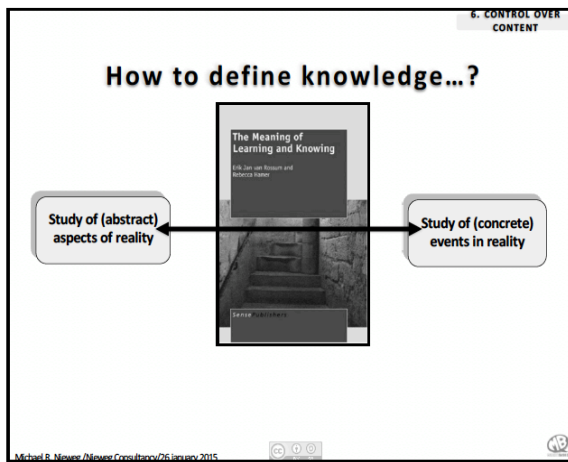 6. CONTROL OVER
CONTENT
How to define knowledge…?
The Meaning of
Learning and Knowing
Erik Jan van Rossum and
Rebecca Hamer
Study of (abstract)
aspects of reality
Study of (concrete)
events in reality
SensePublishers
Michael R. Nieweg /Nieweg Consultancy/26 january 2015
cc